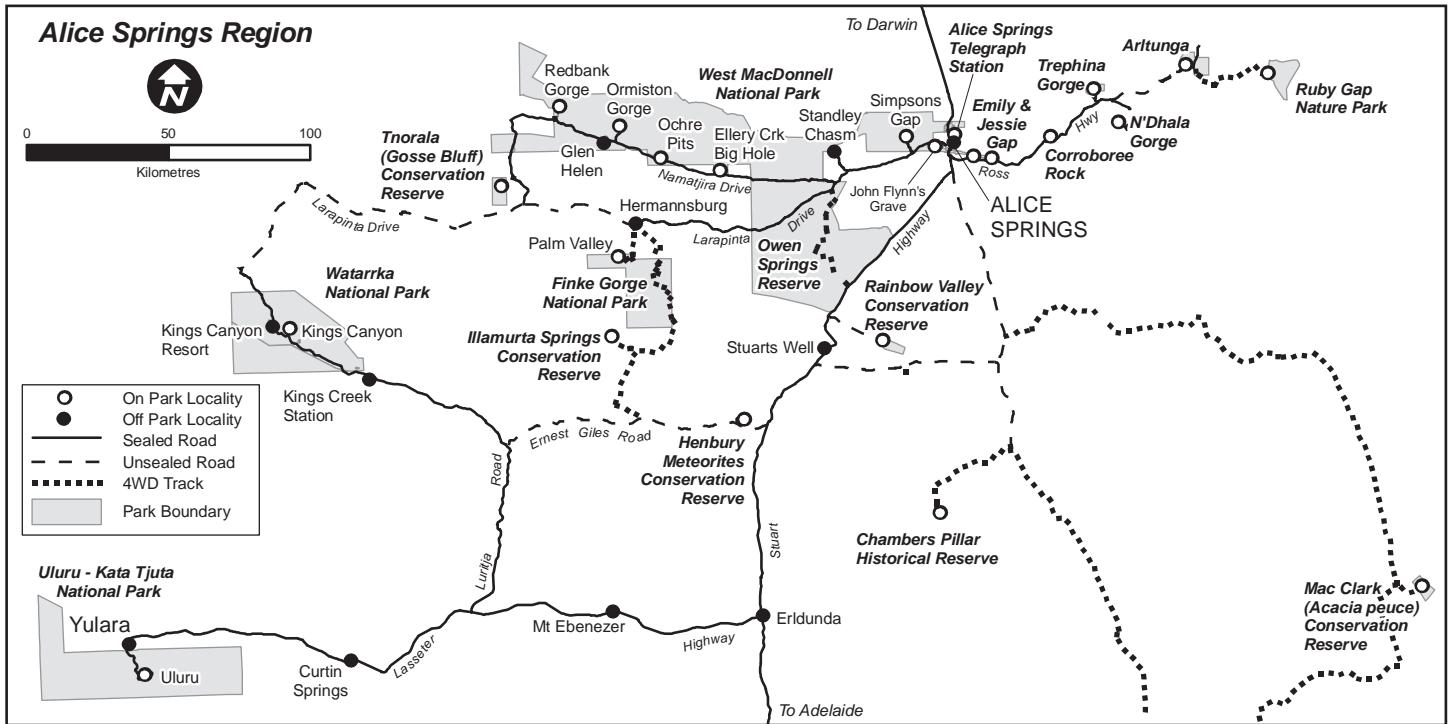 Alice Springs Region
N
0 50 100
Kilometres
To Darwin
Alice Springs
Telegraph
Station
Arltunga
Trephina
Gorge
Ruby Gap
Nature Park
Redbank
Gorge
Ormiston
Gorge
West MacDonnell
National Park
Simpsons
Gap
Standley
Chasm
Emily &
Jessie
Gap
Hwy
N'Dhala
Gorge
Corroboree
Rock
Ross
Tnorala
(Gosse Bluff)
Conservation
Reserve
Ochre
Pits
Ellery Crk
Big Hole
Glen
Helen
Namatjira Drive
John Flynn's
Grave
ALICE
SPRINGS
Larapinta Drive
Hermannsburg
Larapinta
Drive
Highway
Palm Valley
Owen
Springs
Reserve
Finke Gorge
National Park
Watarrka
National Park
Rainbow Valley
Conservation
Reserve
Kings Canyon
Resort
Kings Canyon
Illamurta Springs
Conservation
Reserve
Stuarts Well
Kings Creek
Station
On Park Locality
Off Park Locality
Sealed Road
Unsealed Road
4WD Track
Park Boundary
Ernest Giles Road
Henbury
Meteorites
Conservation
Reserve
Road
Luritja
Stuart
Chambers Pillar
Historical Reserve
Uluru - Kata Tjuta
National Park
Yulara
Uluru
Curtin
Springs
Lasseter
Mt Ebenezer
Highway
Erldunda
Mac Clark
(Acacia peuce)
Conservation
Reserve
To Adelaide